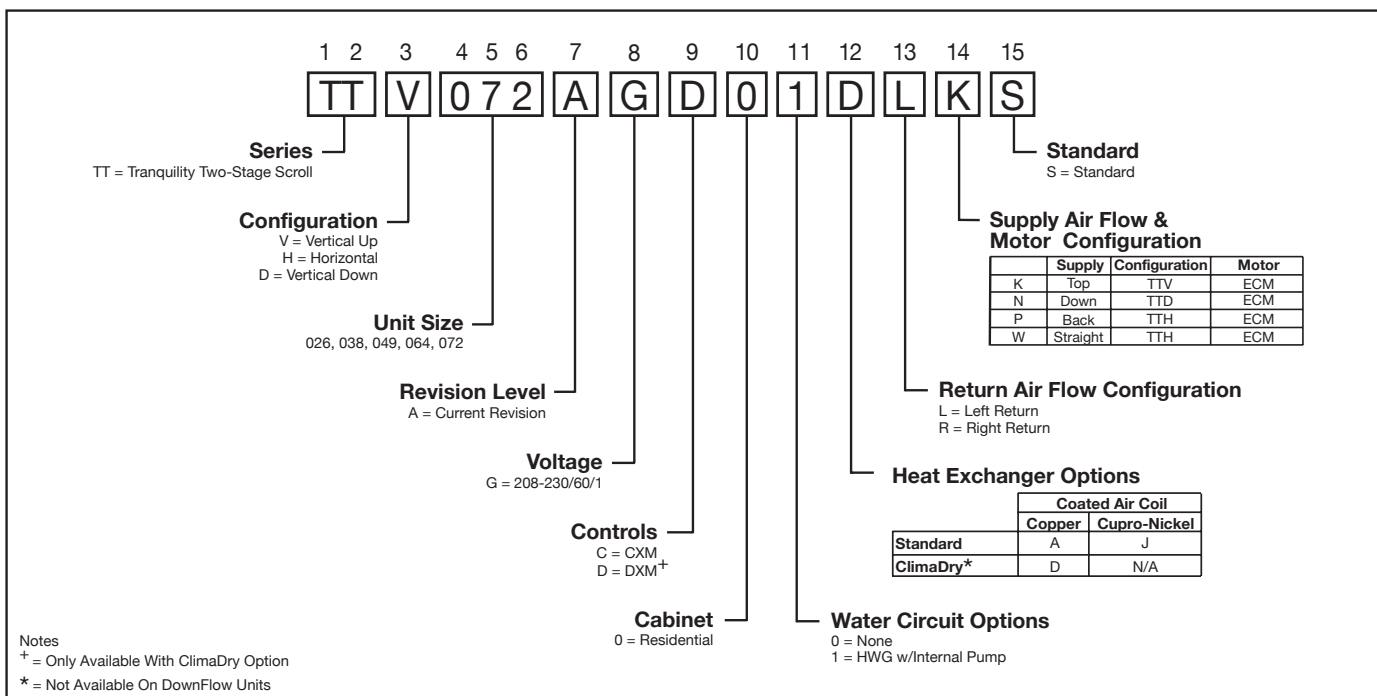 1 2 3 4 5 6 7 8 9 10 11 12 13 14 15
TT V 0 7 2 A G D 0 1 D L K S
Series
TT = Tranquility Two-Stage Scroll
Configuration
V = Vertical Up
H = Horizontal
D = Vertical Down
Unit Size
026, 038, 049, 064, 072
Revision Level
A = Current Revision
Voltage
G = 208-230/60/1
Controls
C = CXM
D = DXM+
Cabinet
0 = Residential
Standard
S = Standard
Supply Air Flow &
Motor Configuration
Supply Configuration Motor
K Top TTV ECM
N Down TTD ECM
P Back TTH ECM
W Straight TTH ECM
Return Air Flow Configuration
L = Left Return
R = Right Return
Heat Exchanger Options
Coated Air Coil
Copper Cupro-Nickel
Standard A J
ClimaDry* D N/A
Water Circuit Options
0 = None
1 = HWG w/Internal Pump
Notes
+ = Only Available With ClimaDry Option
* = Not Available On DownFlow Units